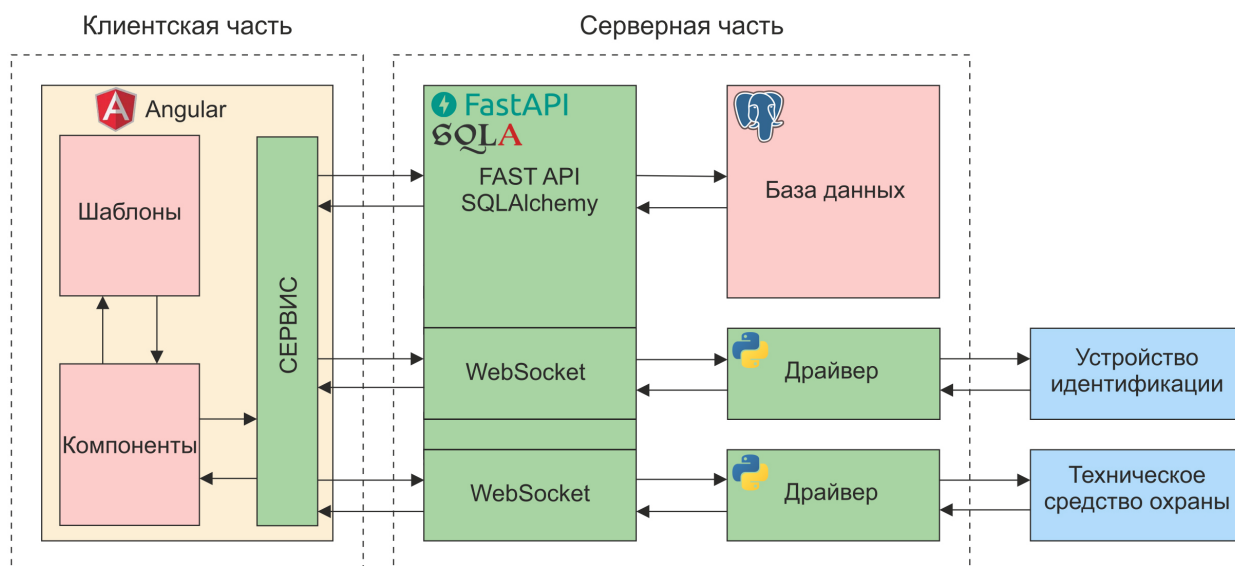 Клиентская часть
Серверная часть
Angular
Шаблоны
Компоненты
СЕРВИС
FastAPI
SQLA
FAST API
SQLAlchemy
База данных
WebSocket
Драйвер
Устройство
идентификации
WebSocket
Драйвер
Техническое
средство охраны